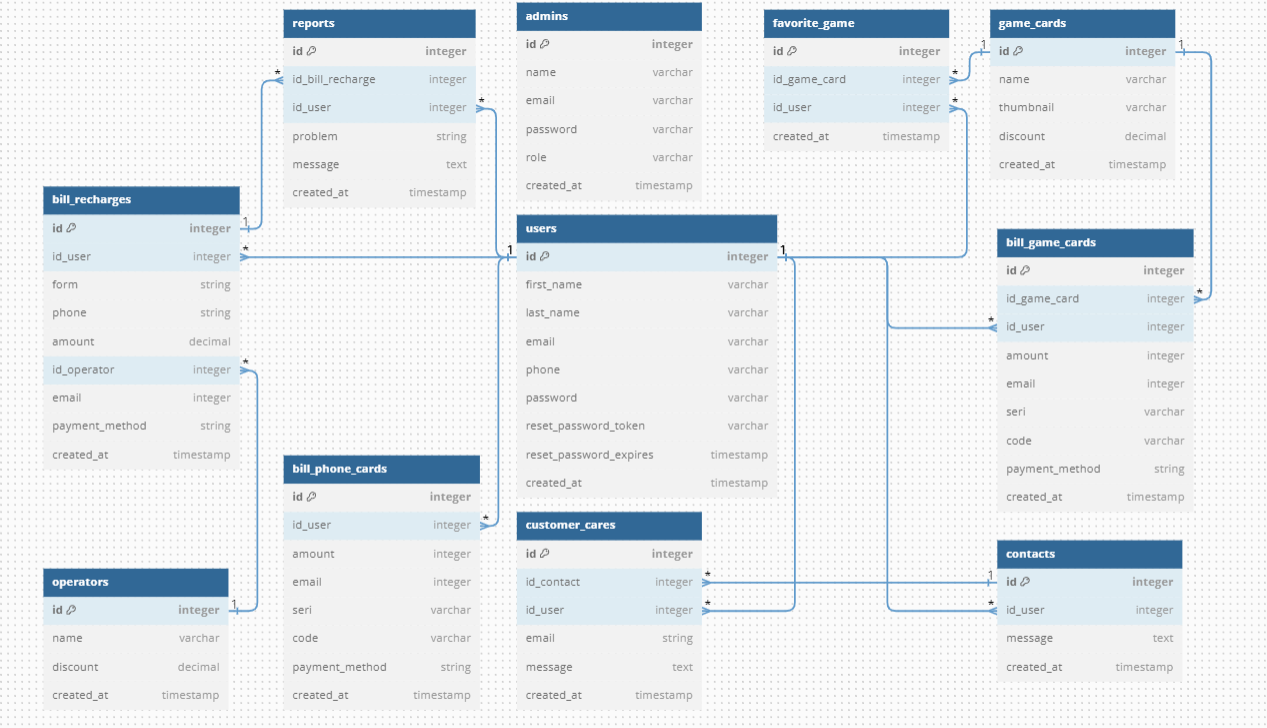 reports
id integer
id_bill_recharge integer
id_user integer
problem string
message text
created_at timestamp
admins
id integer
name varchar
email varchar
password varchar
role varchar
created_at timestamp
favorite_game
id integer
id_game_card integer
id_user integer
created_at timestamp
game_cards
id integer
name varchar
thumbnail varchar
discount decimal
created_at timestamp
bill_recharges
id integer
id_user integer
form string
phone string
amount decimal
id_operator integer
email integer
payment_method string
created_at timestamp
users
id integer
first_name varchar
last_name varchar
email varchar
phone varchar
password varchar
reset_password_token varchar
reset_password_expires timestamp
created_at timestamp
bill_game_cards
id integer
id_game_card integer
id_user integer
amount integer
email integer
seri varchar
code varchar
payment_method string
created_at timestamp
bill_phone_cards
id integer
id_user integer
amount integer
email integer
seri varchar
code varchar
payment_method string
created_at timestamp
customer_cares
id integer
id_contact integer
id_user integer
email string
message text
created_at timestamp
operators
id integer
name varchar
discount decimal
created_at timestamp
contacts
id integer
id_user integer
message text
created_at timestamp
*
*
1
*
*
1
*
*
1
1
1
*
*
1
*
*
*
1
*